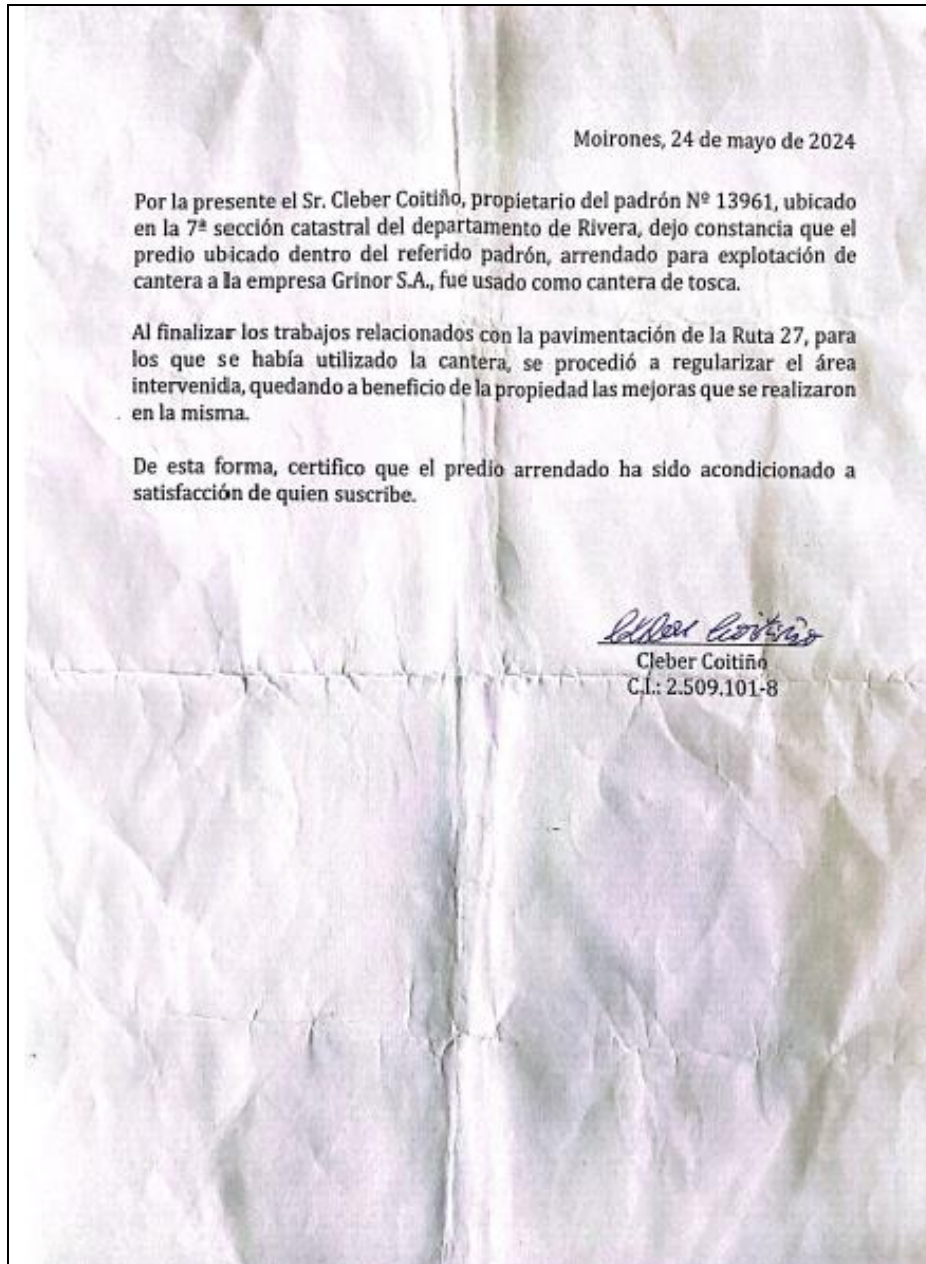 Moirones, 24 de mayo de 2024
Por la presente el Sr. Cleber Coitiño, propietario del padrón Nº 13961, ubicado
en la 7ª sección catastral del departamento de Rivera, dejo constancia que el
predio ubicado dentro del referido padrón, arrendado para explotación de
cantera a la empresa Grinor S.A., fue usado como cantera de tosca.
Al finalizar los trabajos relacionados con la pavimentación de la Ruta 27, para
los que se había utilizado la cantera, se procedió a regularizar el área
intervenida, quedando a beneficio de la propiedad las mejoras que se realizaron
en la misma.
De esta forma, certifico que el predio arrendado ha sido acondicionado a
satisfacción de quien suscribe.
Cleber Coitiño
Cleber Coitiño
C.I.: 2.509.101-8